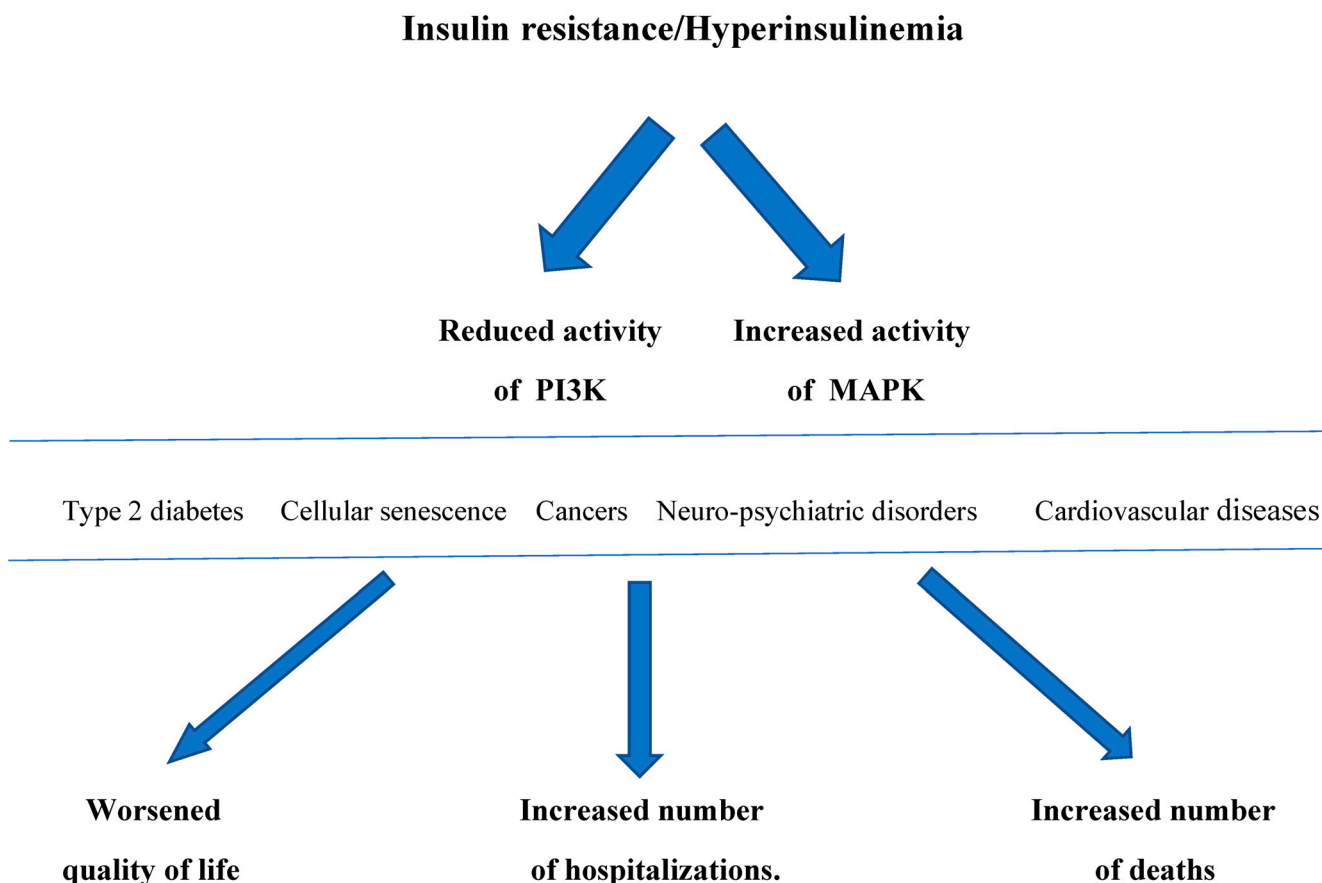 Insulin resistance/Hyperinsulinemia
Reduced activity
of PI3K
Increased activity
of MAPK
Type 2 diabetes Cellular senescence Cancers Neuro-psychiatric disorders Cardiovascular diseases
Worsened
quality of life
Increased number
of hospitalizations.
Increased number
of deaths